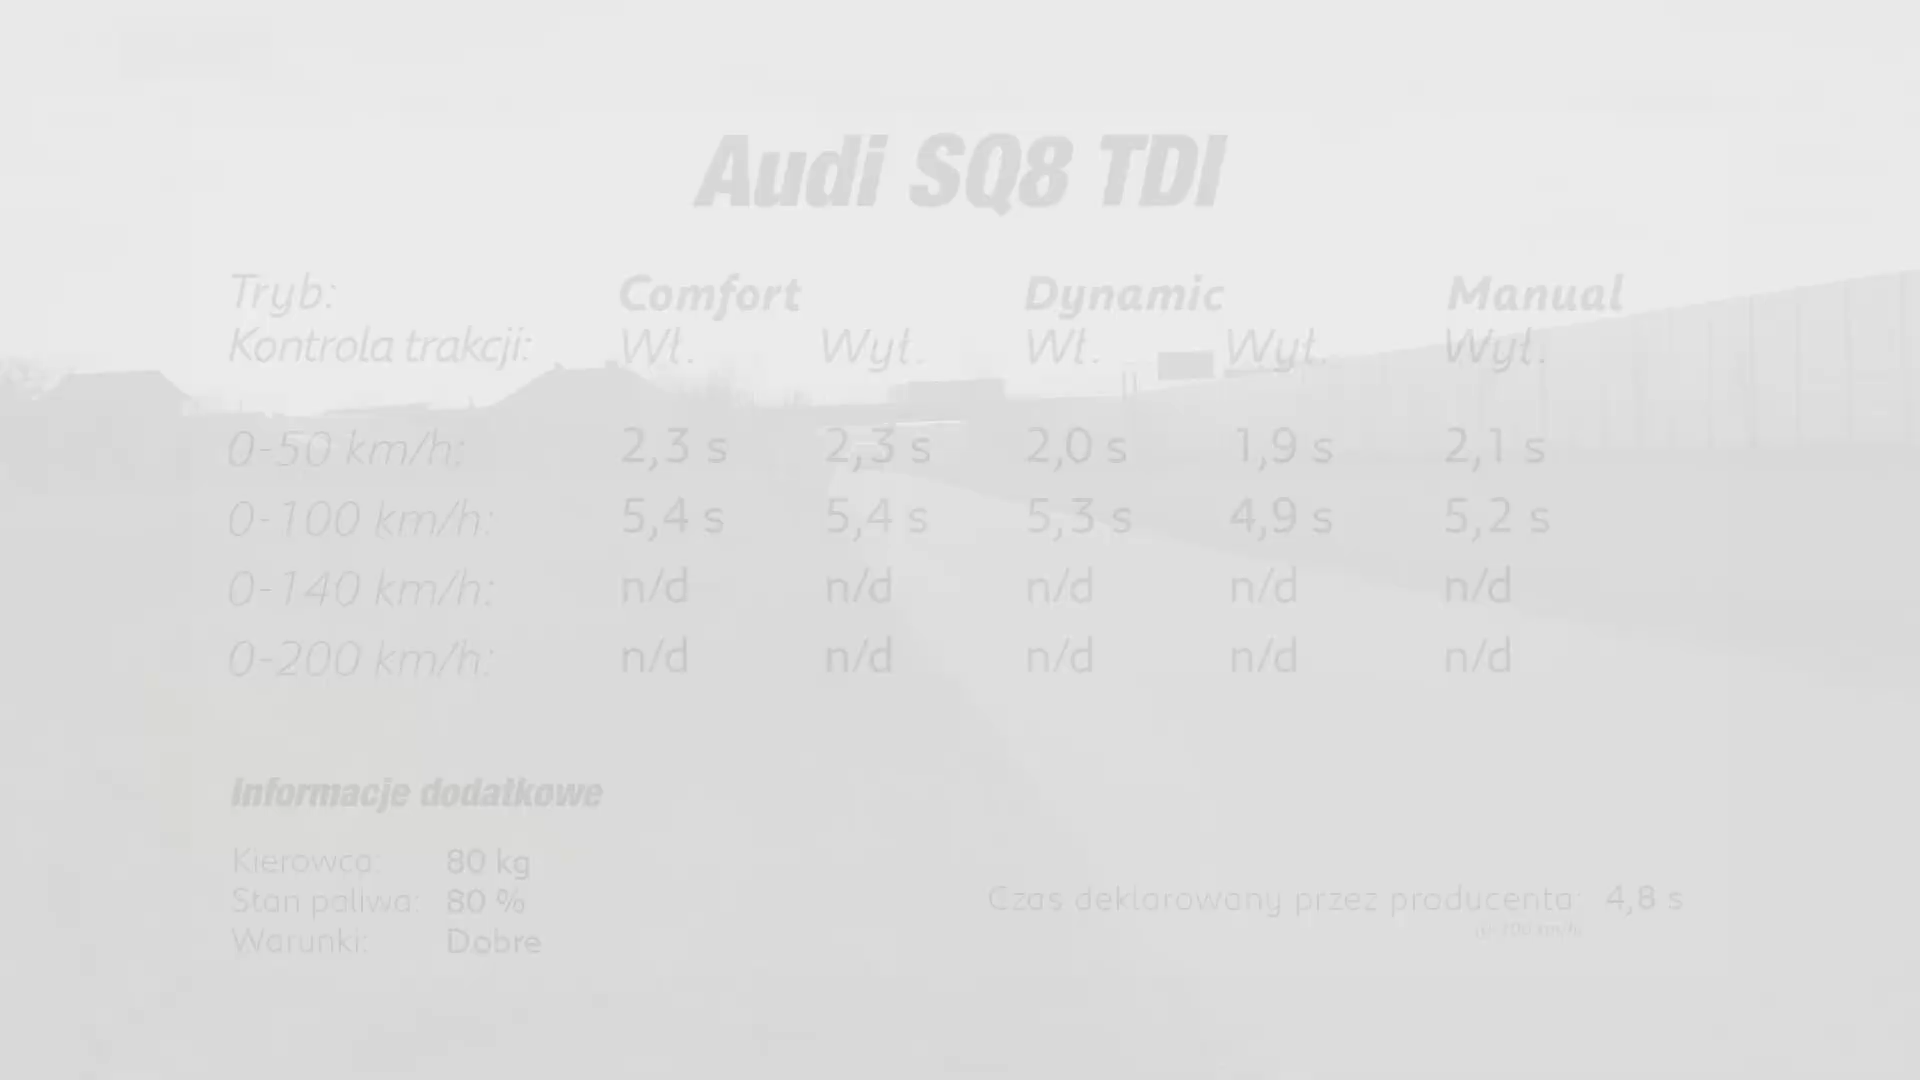 Audi SQ8 TDI
Tryb: Comfort Dynamic Manual
Kontrola trakcji: Wł. Wył. Wł. Wył. Wył.
0-50 km/h: 2,3 s 2,3 s 2,0 s 1,9 s 2,1 s
0-100 km/h: 5,4 s 5,4 s 5,3 s 4,9 s 5,2 s
0-140 km/h: n/d n/d n/d n/d n/d
0-200 km/h: n/d n/d n/d n/d n/d
Informacje dodatkowe
Kierowca: 80 kg
Stan paliwa: 80 %
Warunki: Dobre
Czas deklarowany przez producenta: 4,8 s
km/h